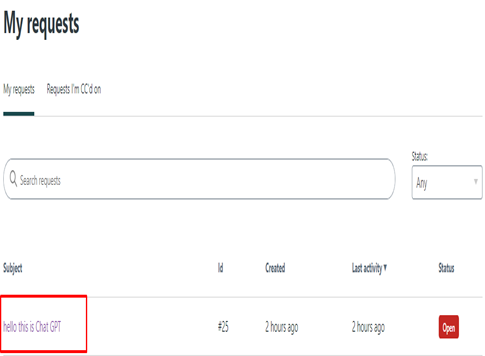 My requests
My requests Requests I'm CC'd on
Status:
Search requests
Any
Subject Id Created Last activity Status
hello this is Chat GPT #25 2 hours ago 2 hours ago Open